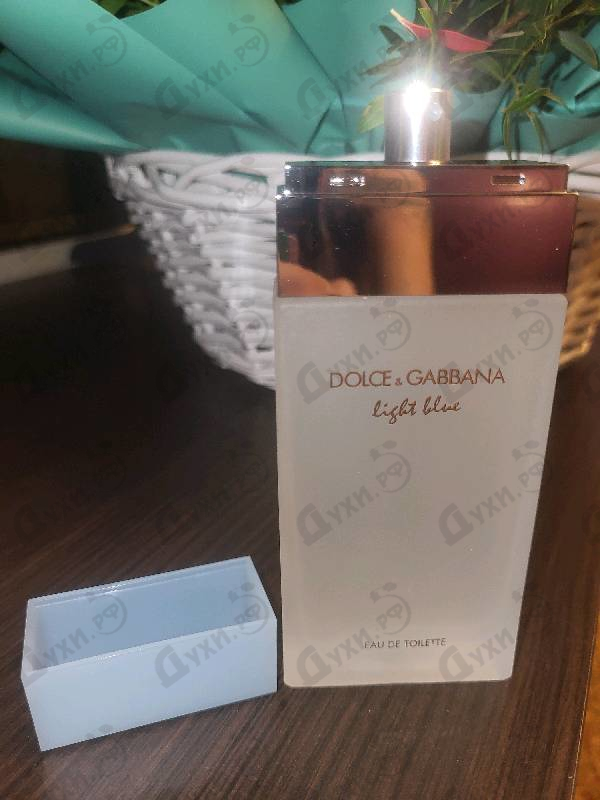 DOLCE & GABBANA
light blue
EAU DE TOILETTE
Духи.рф